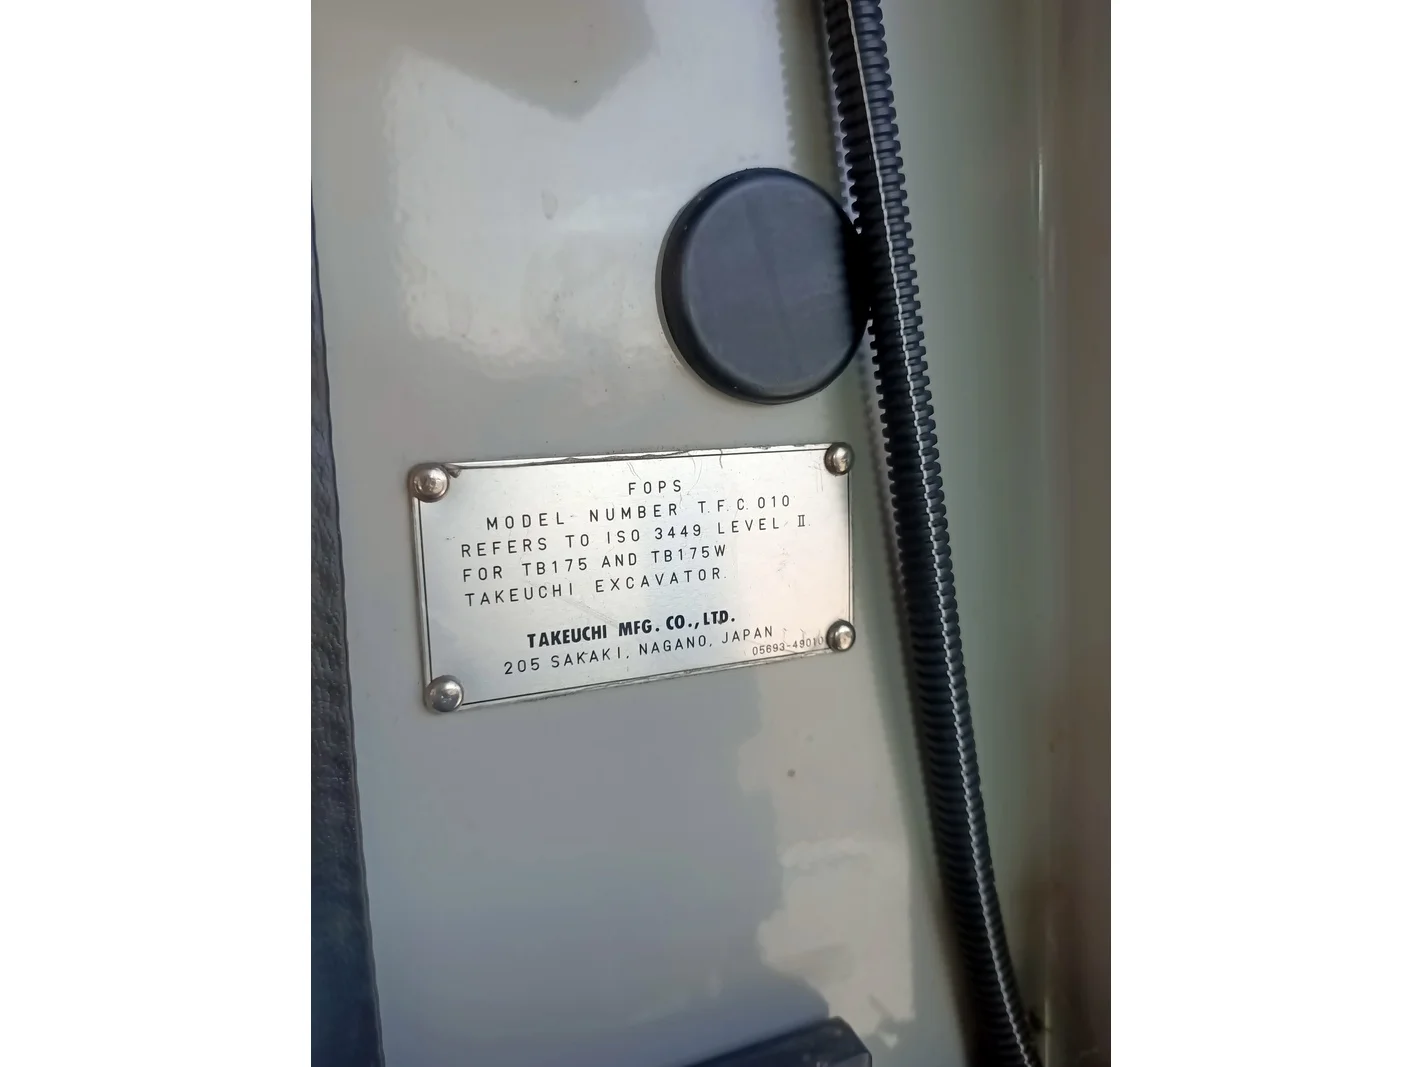 FOPS
MODEL NUMBER T.F.C.010
REFERS TO ISO 3449 LEVEL II.
FOR TB175 AND TB175W
TAKEUCHI EXCAVATOR.
TAKEUCHI MFG. CO., LTD.
205 SAKAKI, NAGANO, JAPAN
05693-49010